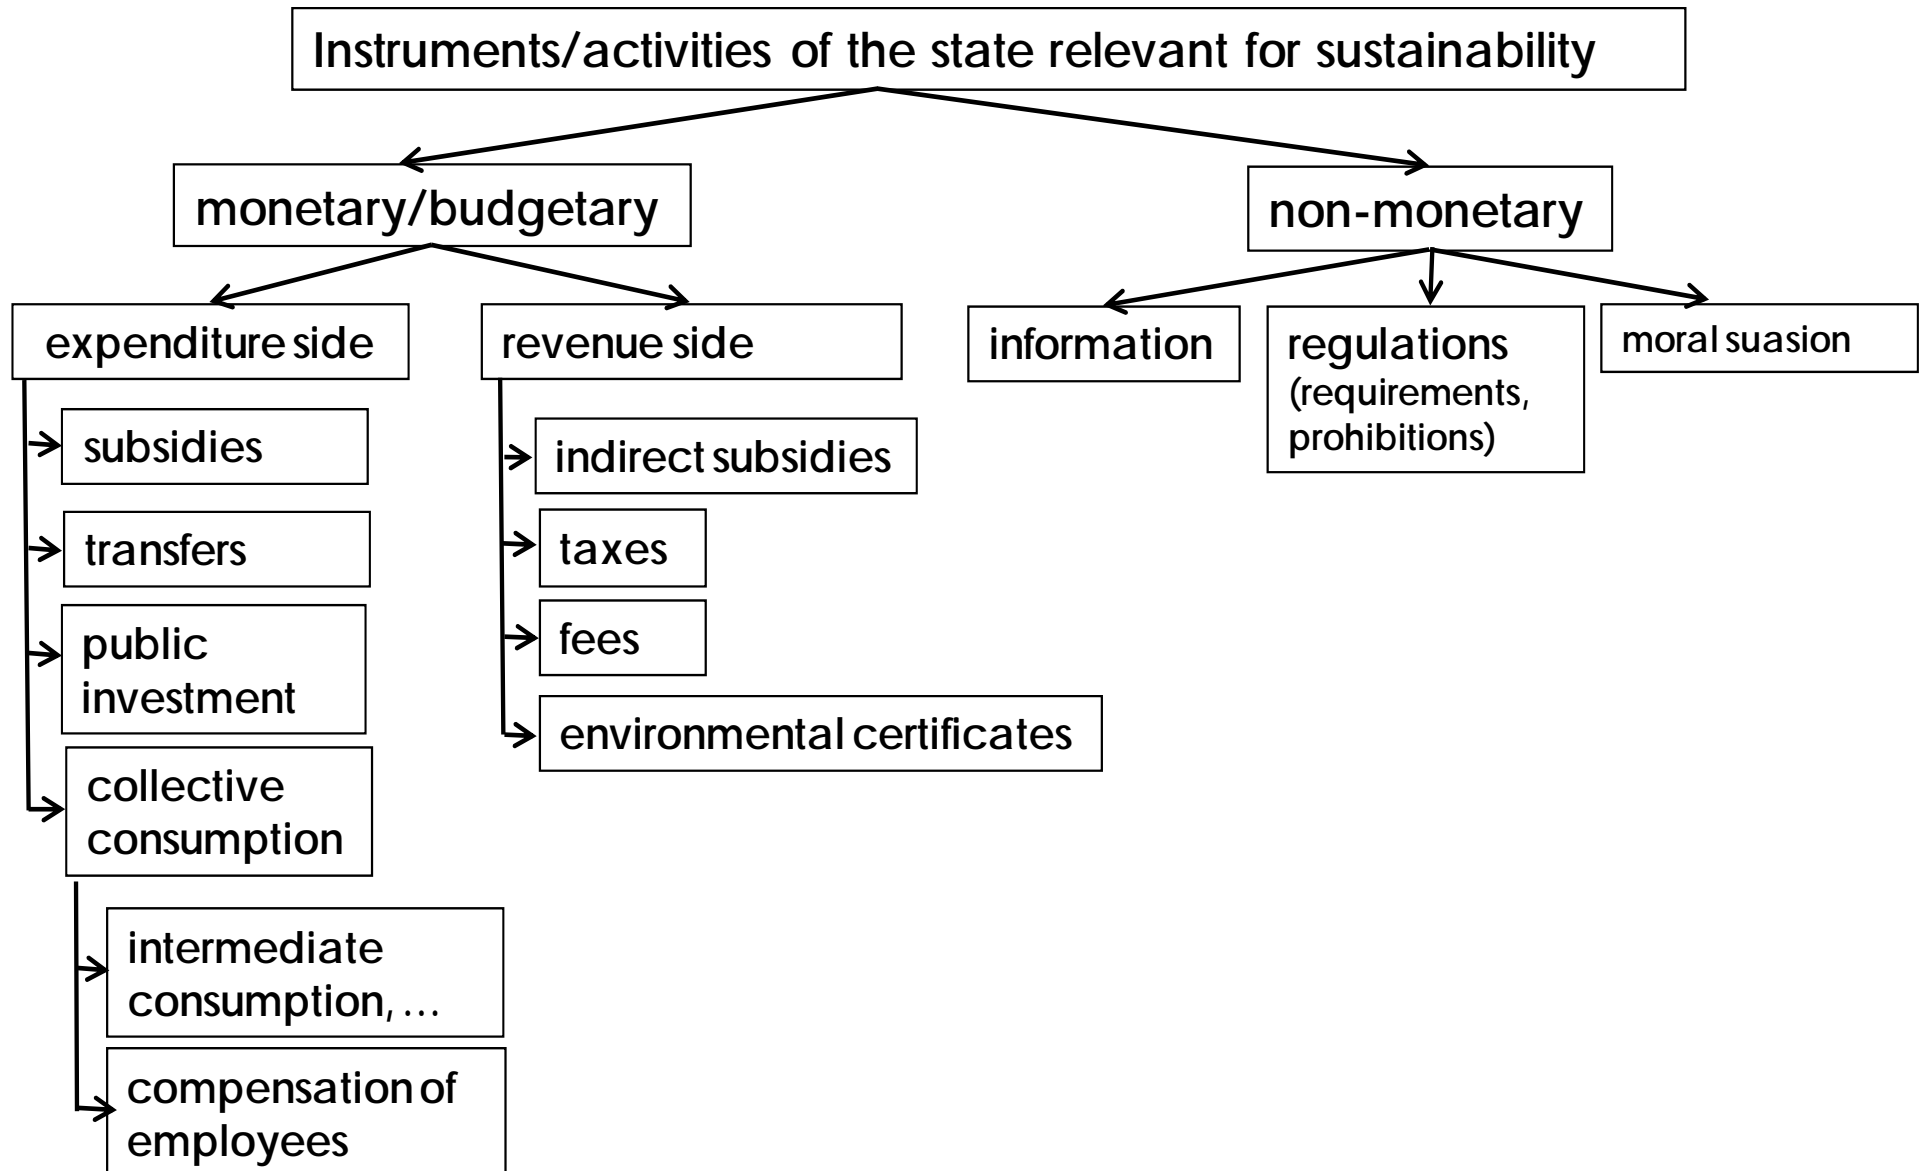 Instruments/activities of the state relevant for sustainability
monetary/budgetary
non-monetary
expenditure side
revenue side
information
regulations
(requirements,
prohibitions)
moral suasion
subsidies
transfers
public
investment
collective
consumption
intermediate
consumption, ...
compensation of
employees
indirect subsidies
taxes
fees
environmental certificates